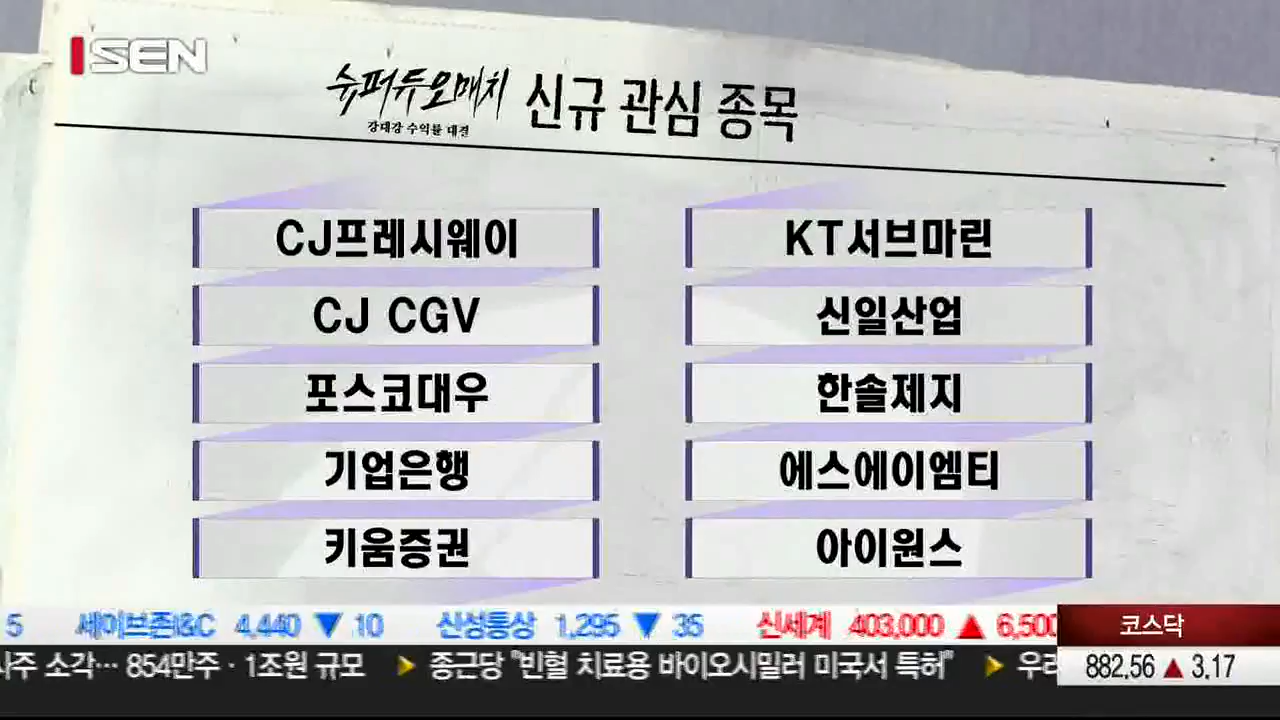 SEN
슈퍼듀오매치 신규 관심 종목
강대강 수익률 대결
CJ프레시웨이
CJ CGV
포스코대우
기업은행
키움증권
KT서브마린
신일산업
한솔제지
에스에이엠티
아이원스
5 세이브존I&C 4,440 ▼ 10 신성통상 1,295 ▼ 35 신세계 403,000 ▲ 6,500
코스닥
사주 소각… 854만주·1조원 규모 ▶ 종근당 "빈혈 치료용 바이오시밀러 미국서 특허" ▶ 우리
882.56 ▲ 3.17